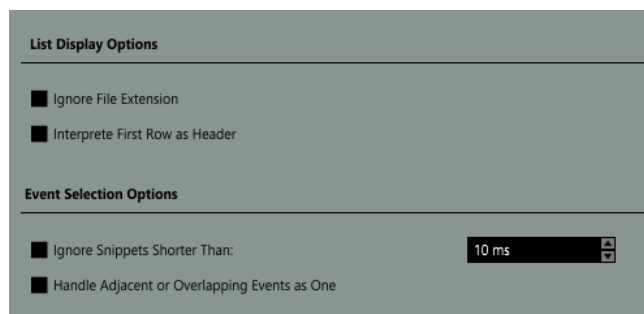 List Display Options
Ignore File Extension
Interprete First Row as Header
Event Selection Options
Ignore Snippets Shorter Than: 10 ms
Handle Adjacent or Overlapping Events as One